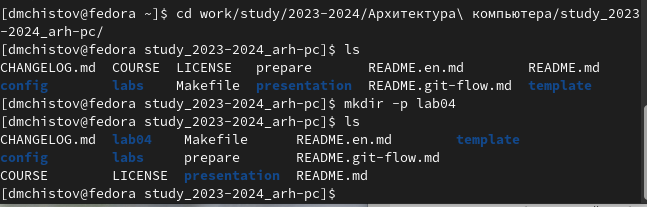 [dmchistov@fedora ~]$ cd work/study/2023-2024/Архитектура\ компьютера/study_2023
-2024_arh-pc/
[dmchistov@fedora study_2023-2024_arh-pc]$ ls
CHANGELOG.md  COURSE  LICENSE   prepare       README.en.md        README.md
config        labs    Makefile  presentation  README.git-flow.md  template
[dmchistov@fedora study_2023-2024_arh-pc]$ mkdir -p lab04
[dmchistov@fedora study_2023-2024_arh-pc]$ ls
CHANGELOG.md  lab04    Makefile      README.en.md        template
config        labs     prepare       README.git-flow.md
COURSE        LICENSE  presentation  README.md
[dmchistov@fedora study_2023-2024_arh-pc]$